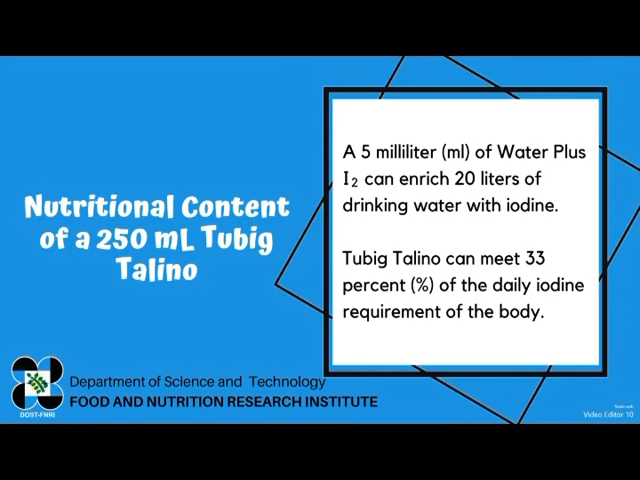 Nutritional Content
of a 250 mL Tubig
Talino
A 5 milliliter (ml) of Water Plus
I₂ can enrich 20 liters of
drinking water with iodine.
Tubig Talino can meet 33
percent (%) of the daily iodine
requirement of the body.
Department of Science and Technology
FOOD AND NUTRITION RESEARCH INSTITUTE
DOST-FNRI
Made with
Video Editor 10